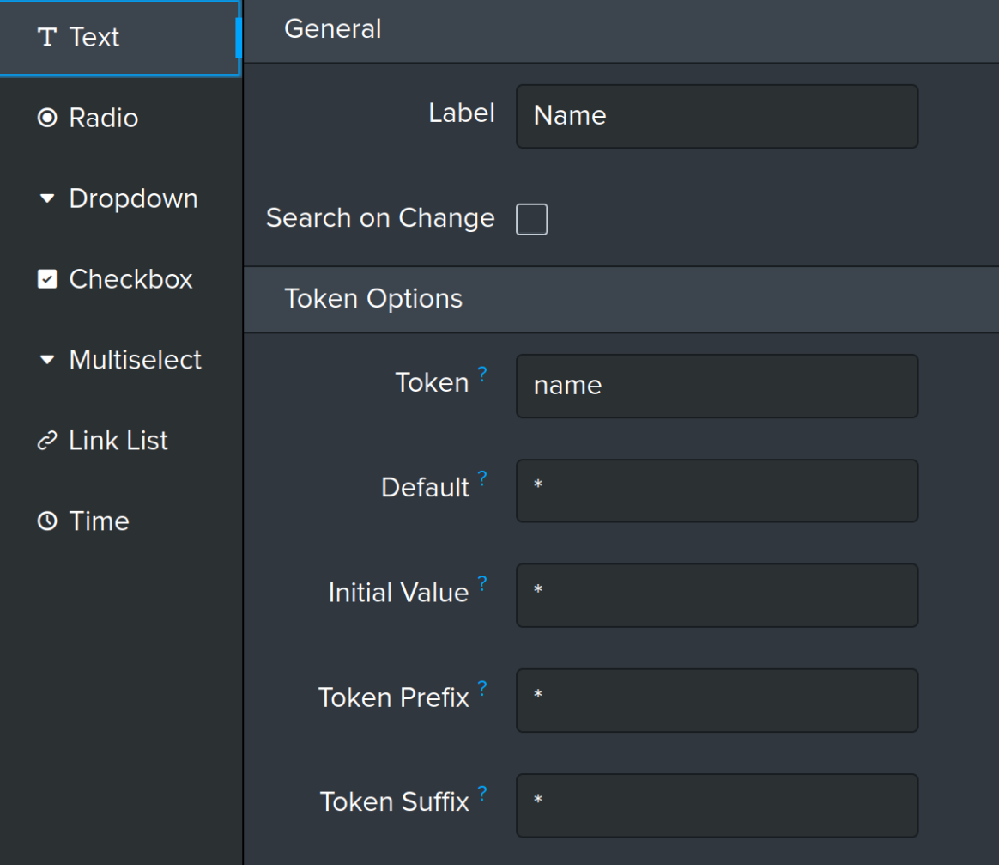 Text
Radio
Dropdown
Checkbox
Multiselect
Link List
Time
General
Label Name
Search on Change
Token Options
Token ? name
Default ? *
Initial Value ? *
Token Prefix ? *
Token Suffix ? *